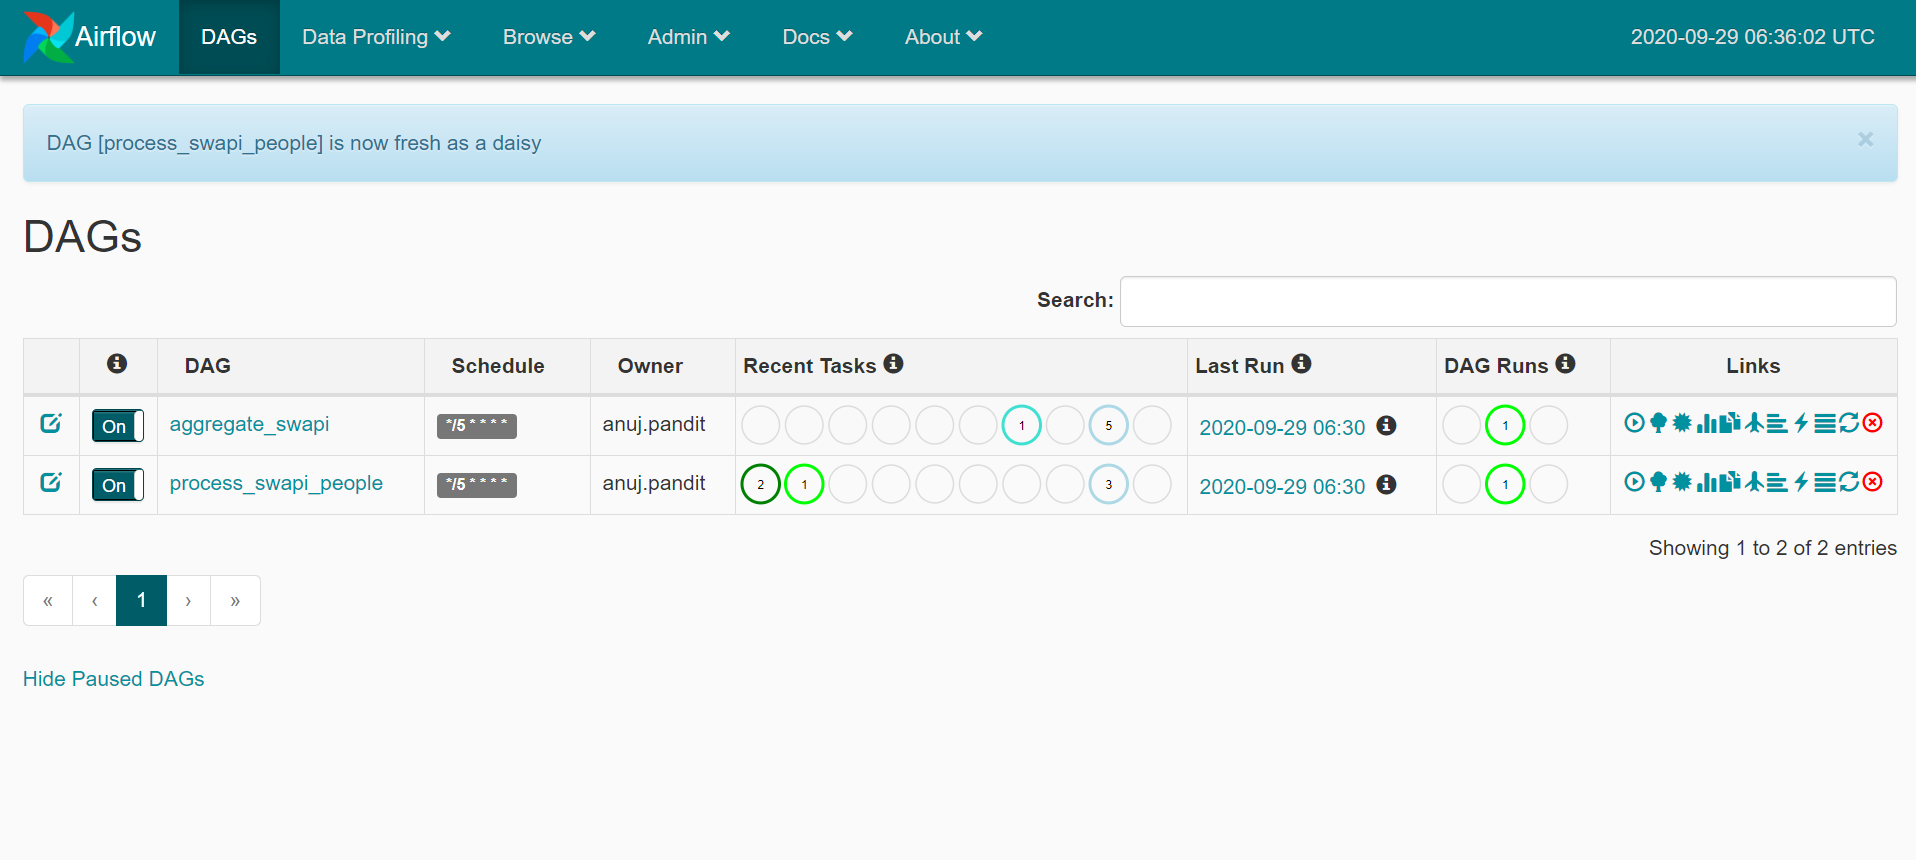 Airflow DAGs Data Profiling Browse Admin Docs About 2020-09-29 06:36:02 UTC
DAG [process_swapi_people] is now fresh as a daisy ×
DAGs
Search:
DAG Schedule Owner Recent Tasks Last Run DAG Runs Links
On aggregate_swapi */5 * * * * anuj.pandit 1 5 2020-09-29 06:30 1
On process_swapi_people */5 * * * * anuj.pandit 2 1 3 2020-09-29 06:30 1
Showing 1 to 2 of 2 entries
« ‹ 1 › »
Hide Paused DAGs